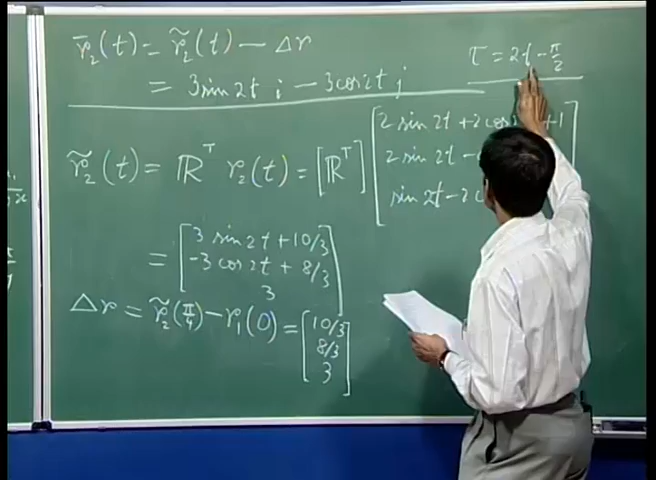 r̄₂(t) = r̃₂(t) − Δr
= 3 sin 2t i − 3 cos 2t j
τ = 2t − π/2
r̃₂(t) = ℝᵀ r₂(t) = [ℝᵀ] [2 sin 2t + 2 cos + 1
2 sin 2t −
sin 2t − 2 c]
= [3 sin 2t + 10/3
−3 cos 2t + 8/3
3]
Δr = r̃₂(π/4) − r₁(0) = [10/3
8/3
3]